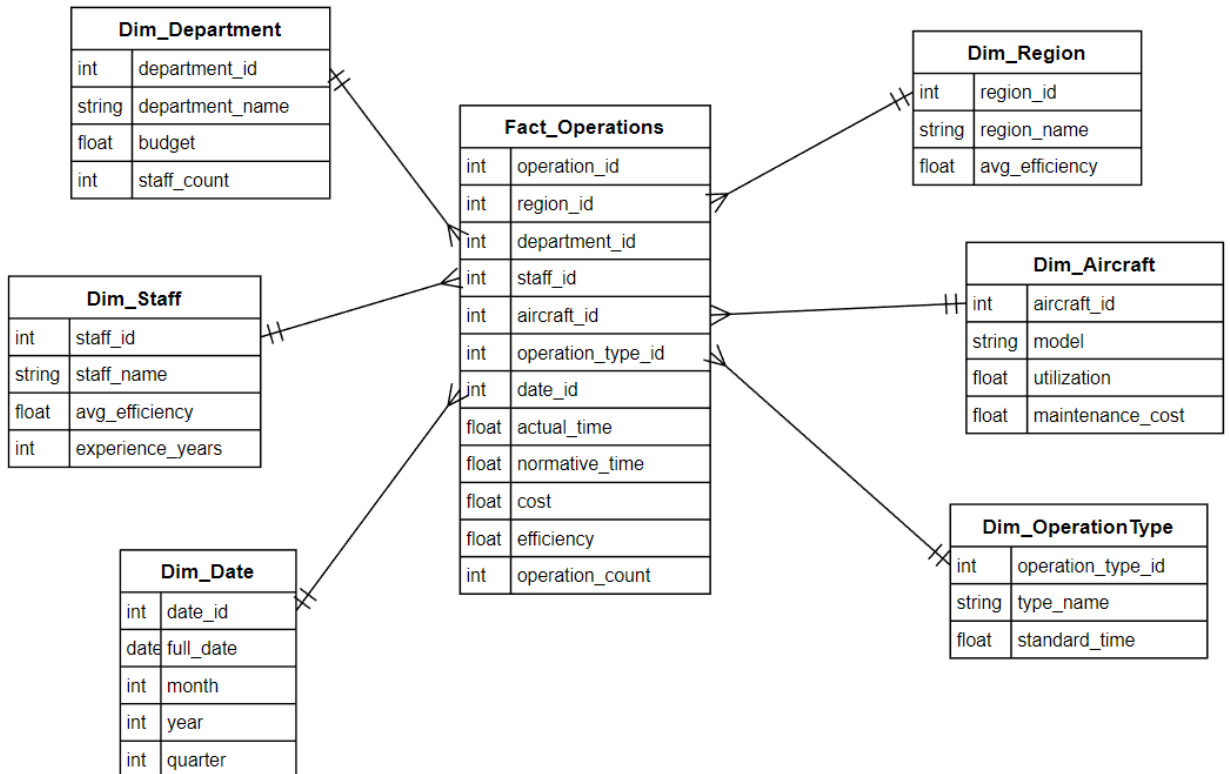 Dim_Department
int department_id
string department_name
float budget
int staff_count
Dim_Staff
int staff_id
string staff_name
float avg_efficiency
int experience_years
Dim_Date
int date_id
date full_date
int month
int year
int quarter
Fact_Operations
int operation_id
int region_id
int department_id
int staff_id
int aircraft_id
int operation_type_id
int date_id
float actual_time
float normative_time
float cost
float efficiency
int operation_count
Dim_Region
int region_id
string region_name
float avg_efficiency
Dim_Aircraft
int aircraft_id
string model
float utilization
float maintenance_cost
Dim_OperationType
int operation_type_id
string type_name
float standard_time